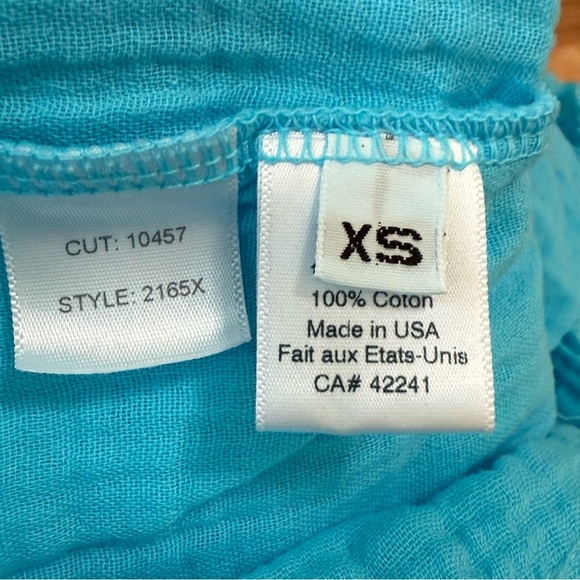 CUT: 10457
STYLE: 2165X
XS
100% Coton
Made in USA
Fait aux Etats-Unis
CA# 42241